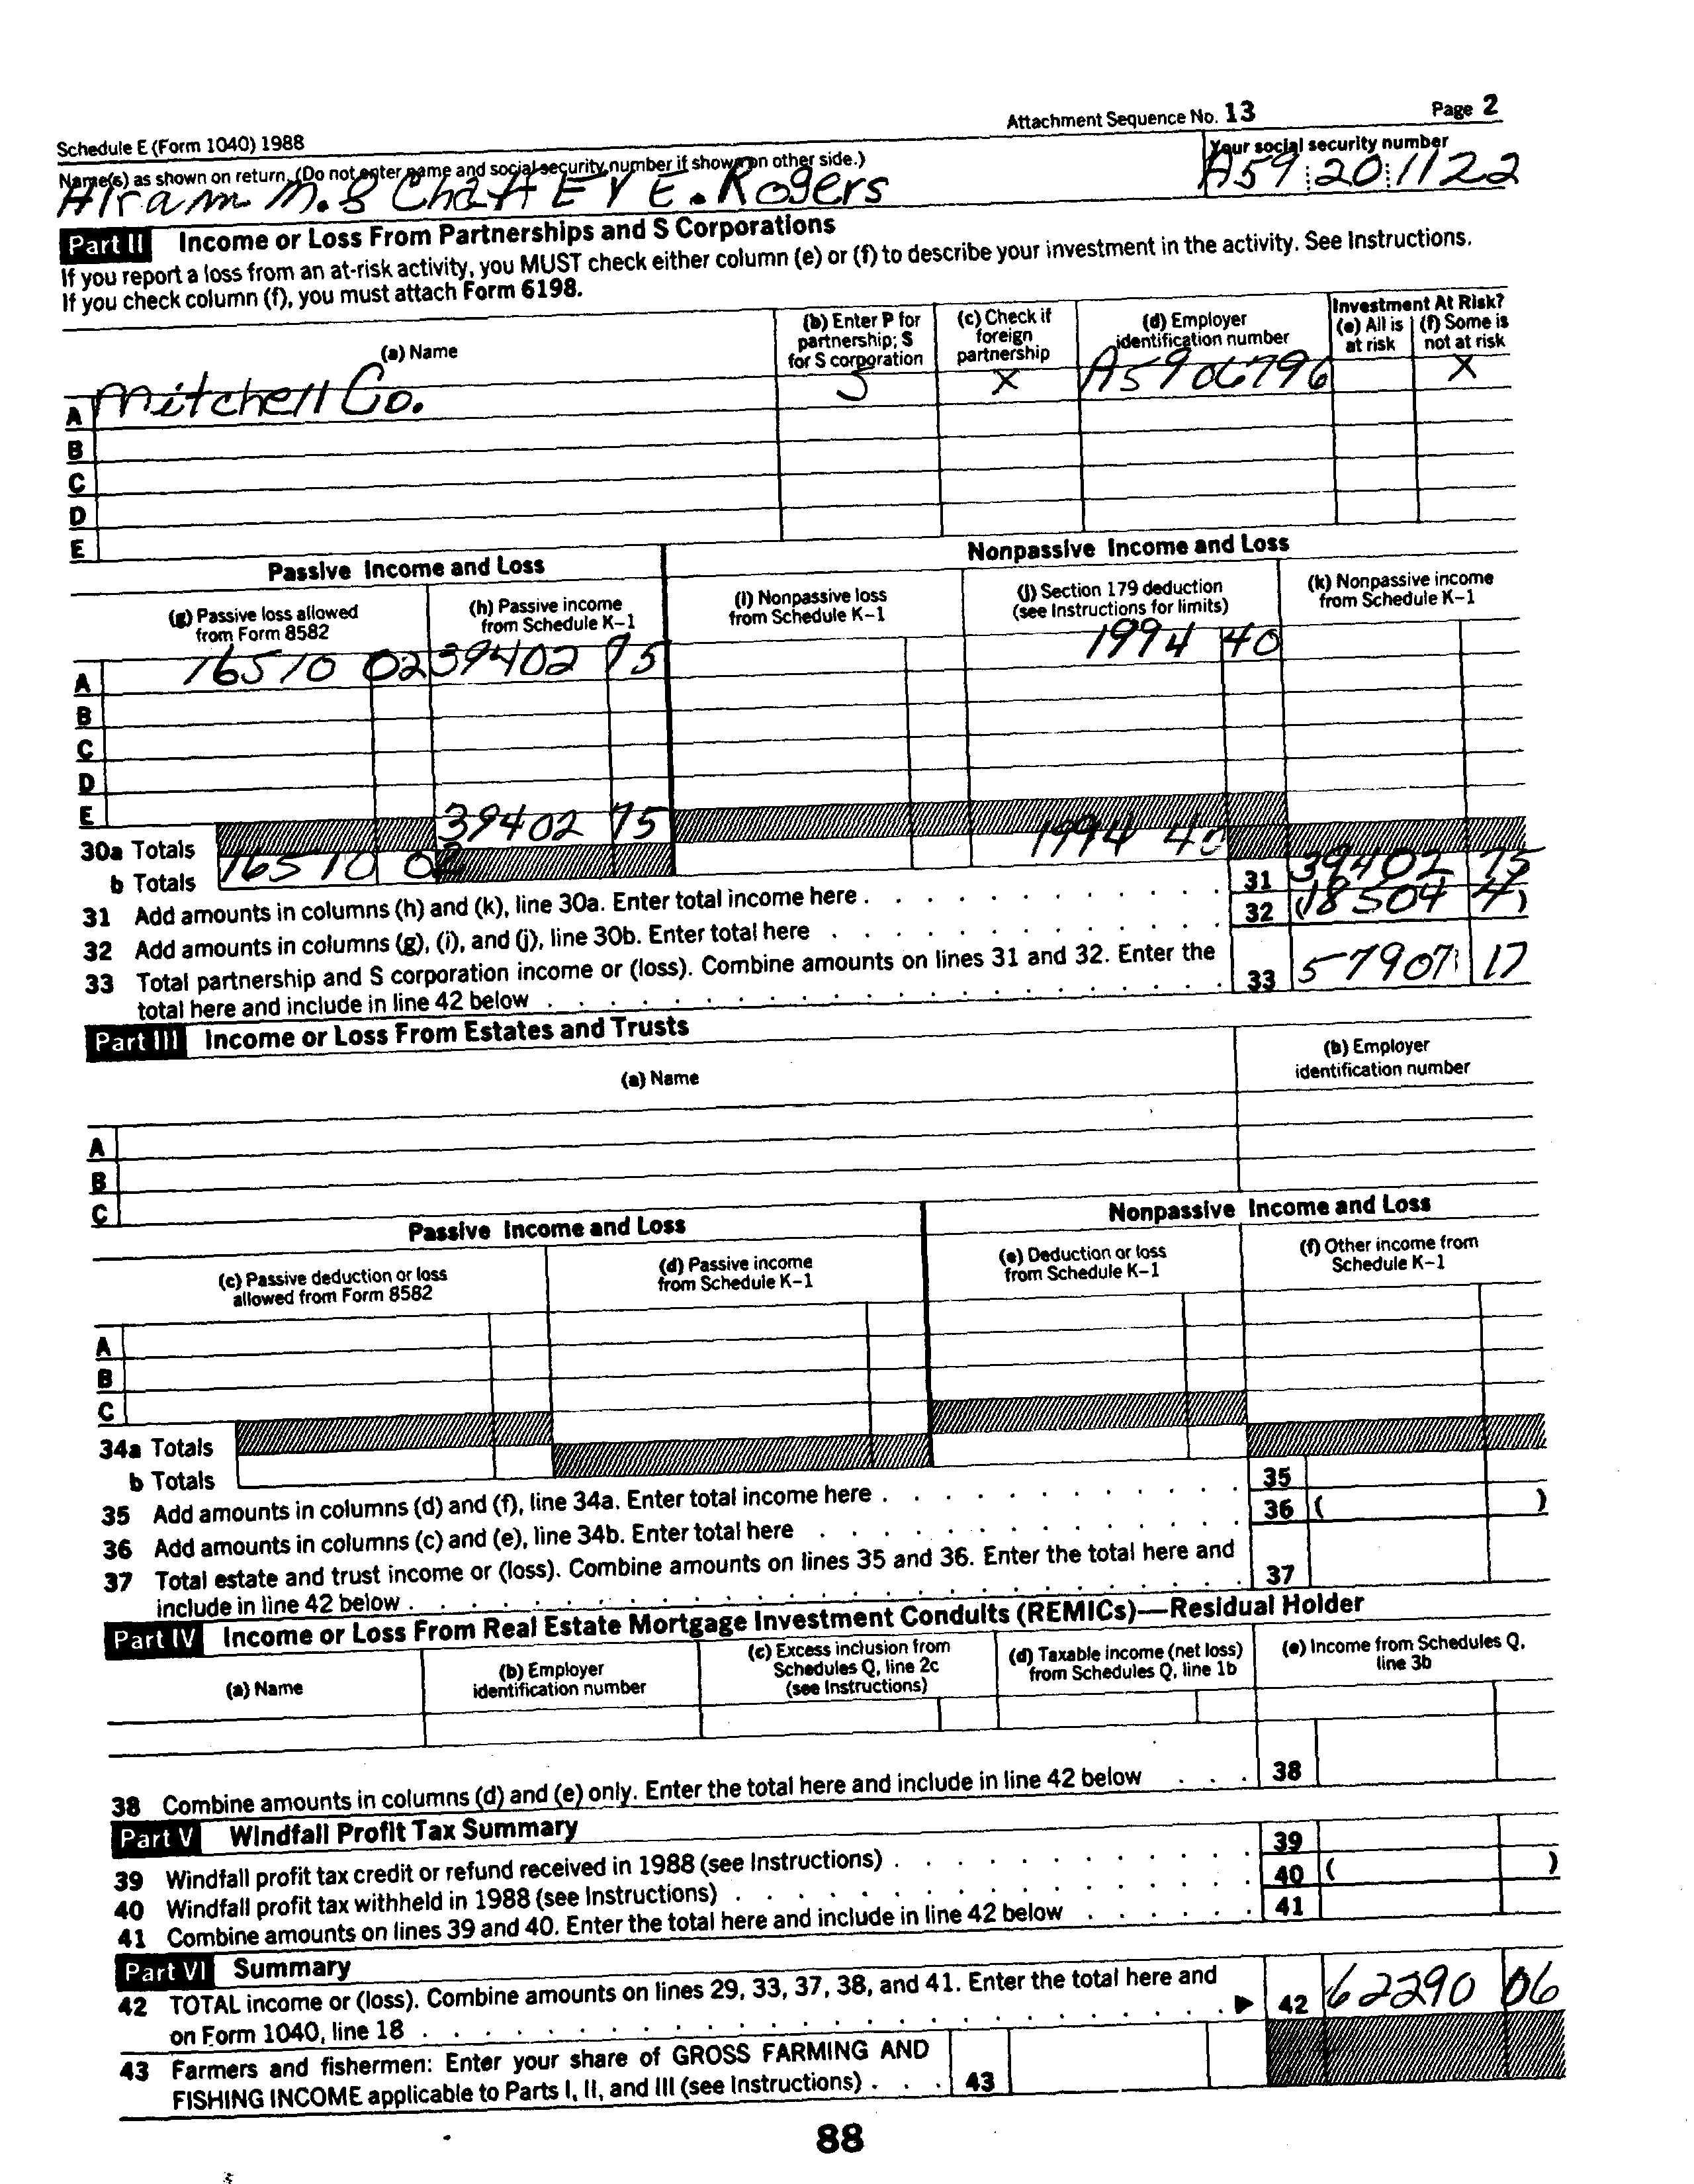 Schedule E (Form 1040) 1988 Attachment Sequence No. 13 Page 2
Name(s) as shown on return. (Do not enter name and social security number if shown on other side.) Your social security number
M. & E. Rogers A59 20 1122
Part II Income or Loss From Partnerships and S Corporations
If you report a loss from an at-risk activity, you MUST check either column (e) or (f) to describe your investment in the activity. See Instructions.
If you check column (f), you must attach Form 6198.
(a) Name
(b) Enter P for partnership; S for S corporation
(c) Check if foreign partnership
(d) Employer identification number
Investment At Risk?
(e) All is at risk
(f) Some is not at risk
A Mitchell Co. S X A5906796 X
B
C
D
E
Passive Income and Loss Nonpassive Income and Loss
(g) Passive loss allowed from Form 8582
(h) Passive income from Schedule K-1
(i) Nonpassive loss from Schedule K-1
(j) Section 179 deduction (see Instructions for limits)
(k) Nonpassive income from Schedule K-1
A 16510 02 39402 75 1994 40
B
C
D
E
30a Totals 39402 75
b Totals 16510 02 1994 40
31 Add amounts in columns (h) and (k), line 30a. Enter total income here 31 39402 75
32 Add amounts in columns (g), (i), and (j), line 30b. Enter total here 32 (18504 )
33 Total partnership and S corporation income or (loss). Combine amounts on lines 31 and 32. Enter the
total here and include in line 42 below 33 57907 17
Part III Income or Loss From Estates and Trusts
(a) Name
(b) Employer identification number
A
B
C
Passive Income and Loss Nonpassive Income and Loss
(c) Passive deduction or loss allowed from Form 8582
(d) Passive income from Schedule K-1
(e) Deduction or loss from Schedule K-1
(f) Other income from Schedule K-1
A
B
C
34a Totals
b Totals
35 Add amounts in columns (d) and (f), line 34a. Enter total income here 35
36 Add amounts in columns (c) and (e), line 34b. Enter total here 36 ( )
37 Total estate and trust income or (loss). Combine amounts on lines 35 and 36. Enter the total here and
include in line 42 below 37
Part IV Income or Loss From Real Estate Mortgage Investment Conduits (REMICs)—Residual Holder
(a) Name
(b) Employer identification number
(c) Excess inclusion from Schedules Q, line 2c (see Instructions)
(d) Taxable income (net loss) from Schedules Q, line 1b
(e) Income from Schedules Q, line 3b
38 Combine amounts in columns (d) and (e) only. Enter the total here and include in line 42 below 38
Part V Windfall Profit Tax Summary
39 Windfall profit tax credit or refund received in 1988 (see Instructions) 39
40 Windfall profit tax withheld in 1988 (see Instructions) 40 ( )
41 Combine amounts on lines 39 and 40. Enter the total here and include in line 42 below 41
Part VI Summary
42 TOTAL income or (loss). Combine amounts on lines 29, 33, 37, 38, and 41. Enter the total here and
on Form 1040, line 18 ▶ 42 62290 06
43 Farmers and fishermen: Enter your share of GROSS FARMING AND
FISHING INCOME applicable to Parts I, II, and III (see Instructions) 43
88